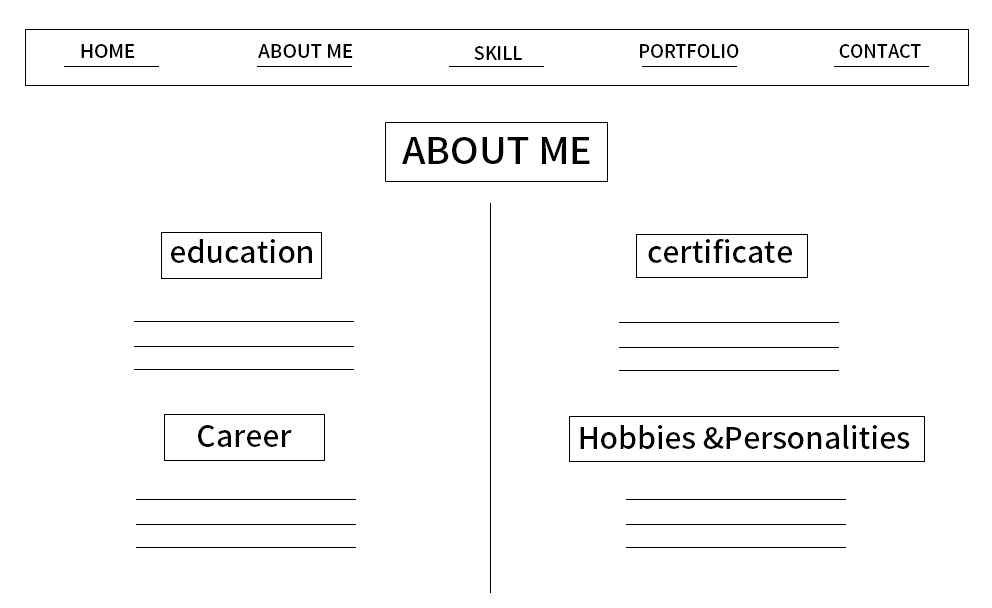 HOME
ABOUT ME
SKILL
PORTFOLIO
CONTACT
ABOUT ME
education
certificate
Career
Hobbies &Personalities